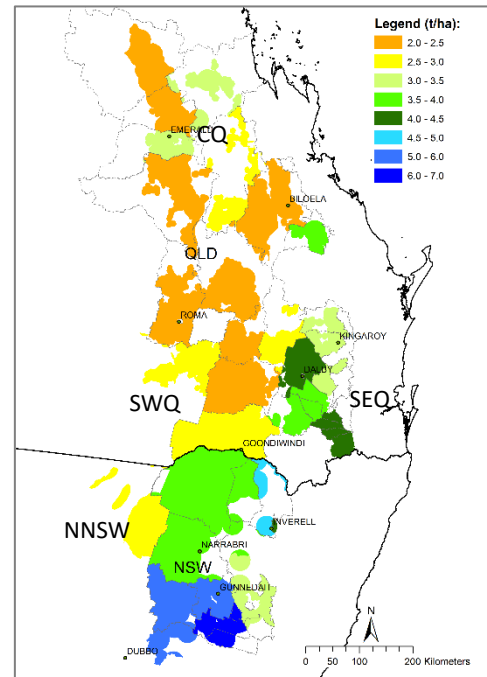 Legend (t/ha):
2.0 - 2.5
2.5 - 3.0
3.0 - 3.5
3.5 - 4.0
4.0 - 4.5
4.5 - 5.0
5.0 - 6.0
6.0 - 7.0
EMERALD
CQ
BILOELA
QLD
ROMA
KINGAROY
DALBY
SWQ
SEQ
GOONDIWINDI
NNSW
INVERELL
NARRABRI
NSW
GUNNEDAH
DUBBO
N
0 25 50 100 150 200 Kilometers